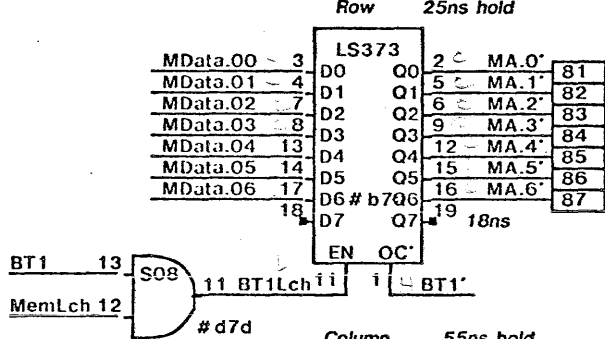 Row 25ns hold
LS373
MData.00 3 D0 Q0 2 MA.0' 81
MData.01 4 D1 Q1 5 MA.1' 82
MData.02 7 D2 Q2 6 MA.2' 83
MData.03 8 D3 Q3 9 MA.3' 84
MData.04 13 D4 Q4 12 MA.4' 85
MData.05 14 D5 Q5 15 MA.5' 86
MData.06 17 D6 # b7 Q6 16 MA.6' 87
18 D7 Q7 19 18ns
EN OC'
BT1 13 S08 11 BT1Lch ii i BT1'
MemLch 12
# d7d
Column 55ns hold